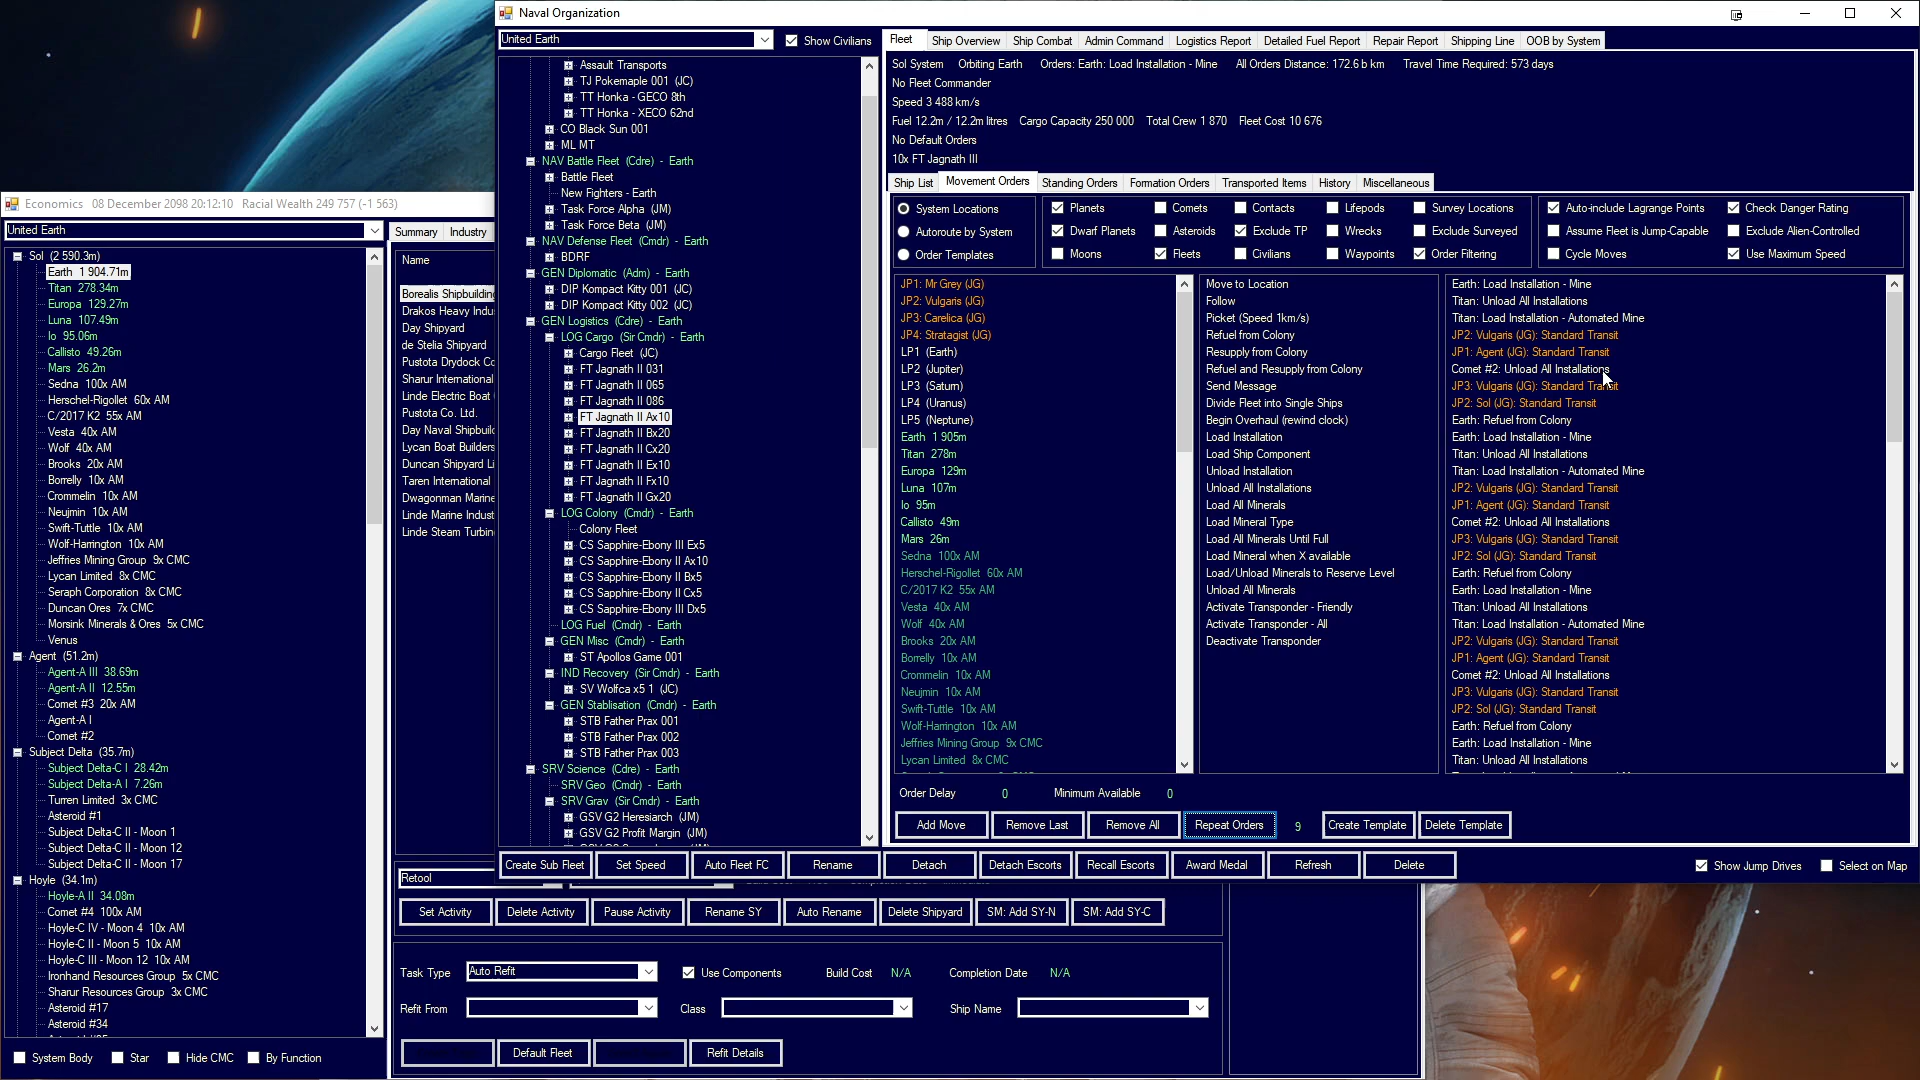 Naval Organization
United Earth
Show Civilians
Fleet
Ship Overview
Ship Combat
Admin Command
Logistics Report
Detailed Fuel Report
Repair Report
Shipping Line
OOB by System
Assault Transports
TJ Pokemaple 001 (JC)
TT Honka - GECO 8th
TT Honka - XECO 62nd
CO Black Sun 001
ML MT
NAV Battle Fleet (Cdre) - Earth
Battle Fleet
New Fighters - Earth
Task Force Alpha (JM)
Task Force Beta (JM)
NAV Defense Fleet (Cmdr) - Earth
BDRF
GEN Diplomatic (Adm) - Earth
DIP Kompact Kitty 001 (JC)
DIP Kompact Kitty 002 (JC)
GEN Logistics (Cdre) - Earth
LOG Cargo (Sir Cmdr) - Earth
Cargo Fleet (JC)
FT Jagnath II 031
FT Jagnath II 065
FT Jagnath II 086
FT Jagnath II Ax10
FT Jagnath II Bx20
FT Jagnath II Cx20
FT Jagnath II Ex10
FT Jagnath II Fx10
FT Jagnath II Gx20
LOG Colony (Cmdr) - Earth
Colony Fleet
CS Sapphire-Ebony III Ex5
CS Sapphire-Ebony II Ax10
CS Sapphire-Ebony II Bx5
CS Sapphire-Ebony II Cx5
CS Sapphire-Ebony III Dx5
LOG Fuel (Cmdr) - Earth
GEN Misc (Cmdr) - Earth
ST Apollos Game 001
IND Recovery (Sir Cmdr) - Earth
SV Wolfca x5 1 (JC)
GEN Stablisation (Cmdr) - Earth
STB Father Prax 001
STB Father Prax 002
STB Father Prax 003
SRV Science (Cdre) - Earth
SRV Geo (Cmdr) - Earth
SRV Grav (Sir Cmdr) - Earth
GSV G2 Heresiarch (JM)
GSV G2 Profit Margin (JM)
Sol System Orbiting Earth Orders: Earth: Load Installation - Mine All Orders Distance: 172.6 b km Travel Time Required: 573 days
No Fleet Commander
Speed 3 488 km/s
Fuel 12.2m / 12.2m litres Cargo Capacity 250 000 Total Crew 1 870 Fleet Cost 10 676
No Default Orders
10x FT Jagnath III
Ship List
Movement Orders
Standing Orders
Formation Orders
Transported Items
History
Miscellaneous
System Locations
Autoroute by System
Order Templates
Planets
Comets
Contacts
Lifepods
Survey Locations
Dwarf Planets
Asteroids
Exclude TP
Wrecks
Exclude Surveyed
Moons
Fleets
Civilians
Waypoints
Order Filtering
Auto-include Lagrange Points
Check Danger Rating
Assume Fleet is Jump-Capable
Exclude Alien-Controlled
Cycle Moves
Use Maximum Speed
JP1: Mr Grey (JG)
JP2: Vulgaris (JG)
JP3: Carelica (JG)
JP4: Stratagist (JG)
LP1 (Earth)
LP2 (Jupiter)
LP3 (Saturn)
LP4 (Uranus)
LP5 (Neptune)
Earth 1 905m
Titan 278m
Europa 129m
Luna 107m
Io 95m
Callisto 49m
Mars 26m
Sedna 100x AM
Herschel-Rigollet 60x AM
C/2017 K2 55x AM
Vesta 40x AM
Wolf 40x AM
Brooks 20x AM
Borrelly 10x AM
Crommelin 10x AM
Neujmin 10x AM
Swift-Tuttle 10x AM
Wolf-Harrington 10x AM
Jeffries Mining Group 9x CMC
Lycan Limited 8x CMC
Move to Location
Follow
Picket (Speed 1km/s)
Refuel from Colony
Resupply from Colony
Refuel and Resupply from Colony
Send Message
Divide Fleet into Single Ships
Begin Overhaul (rewind clock)
Load Installation
Load Ship Component
Unload Installation
Unload All Installations
Load All Minerals
Load Mineral Type
Load All Minerals Until Full
Load Mineral when X available
Load/Unload Minerals to Reserve Level
Unload All Minerals
Activate Transponder - Friendly
Activate Transponder - All
Deactivate Transponder
Earth: Load Installation - Mine
Titan: Unload All Installations
Titan: Load Installation - Automated Mine
JP2: Vulgaris (JG): Standard Transit
JP1: Agent (JG): Standard Transit
Comet #2: Unload All Installations
JP3: Vulgaris (JG): Standard Transit
JP2: Sol (JG): Standard Transit
Earth: Refuel from Colony
Earth: Load Installation - Mine
Titan: Unload All Installations
Titan: Load Installation - Automated Mine
JP2: Vulgaris (JG): Standard Transit
JP1: Agent (JG): Standard Transit
Comet #2: Unload All Installations
JP3: Vulgaris (JG): Standard Transit
JP2: Sol (JG): Standard Transit
Earth: Refuel from Colony
Earth: Load Installation - Mine
Titan: Unload All Installations
Titan: Load Installation - Automated Mine
JP2: Vulgaris (JG): Standard Transit
JP1: Agent (JG): Standard Transit
Comet #2: Unload All Installations
JP3: Vulgaris (JG): Standard Transit
JP2: Sol (JG): Standard Transit
Earth: Refuel from Colony
Earth: Load Installation - Mine
Titan: Unload All Installations
Order Delay 0 Minimum Available 0
Add Move
Remove Last
Remove All
Repeat Orders
9
Create Template
Delete Template
Create Sub Fleet
Set Speed
Auto Fleet FC
Rename
Detach
Detach Escorts
Recall Escorts
Award Medal
Refresh
Delete
Show Jump Drives
Select on Map
Economics 08 December 2098 20:12:10 Racial Wealth 249 757 (-1 563)
United Earth
Summary
Industry
Sol (2 590.3m)
Earth 1 904.71m
Titan 278.34m
Europa 129.27m
Luna 107.49m
Io 95.06m
Callisto 49.26m
Mars 26.2m
Sedna 100x AM
Herschel-Rigollet 60x AM
C/2017 K2 55x AM
Vesta 40x AM
Wolf 40x AM
Brooks 20x AM
Borrelly 10x AM
Crommelin 10x AM
Neujmin 10x AM
Swift-Tuttle 10x AM
Wolf-Harrington 10x AM
Jeffries Mining Group 9x CMC
Lycan Limited 8x CMC
Seraph Corporation 8x CMC
Duncan Ores 7x CMC
Morsink Minerals & Ores 5x CMC
Venus
Agent (51.2m)
Agent-A III 38.69m
Agent-A II 12.55m
Comet #3 20x AM
Agent-A I
Comet #2
Subject Delta (35.7m)
Subject Delta-C I 28.42m
Subject Delta-A I 7.26m
Turren Limited 3x CMC
Asteroid #1
Subject Delta-C II - Moon 1
Subject Delta-C II - Moon 12
Subject Delta-C II - Moon 17
Hoyle (34.1m)
Hoyle-A II 34.08m
Comet #4 100x AM
Hoyle-C IV - Moon 4 10x AM
Hoyle-C II - Moon 5 10x AM
Hoyle-C III - Moon 12 10x AM
Ironhand Resources Group 5x CMC
Sharur Resources Group 3x CMC
Asteroid #17
Asteroid #34
System Body
Star
Hide CMC
By Function
Name
Borealis Shipbuilding
Drakos Heavy Indus
Day Shipyard
de Stelia Shipyard
Pustota Drydock Co
Sharur International
Linde Electric Boat
Pustota Co. Ltd.
Day Naval Shipbuild
Lycan Boat Builders
Duncan Shipyard Li
Taren International
Dwagonman Marine
Linde Marine Indust
Linde Steam Turbin
Retool
Set Activity
Delete Activity
Pause Activity
Rename SY
Auto Rename
Delete Shipyard
SM: Add SY-N
SM: Add SY-C
Task Type
Auto Refit
Use Components
Build Cost N/A
Completion Date N/A
Refit From
Class
Ship Name
Default Fleet
Refit Details